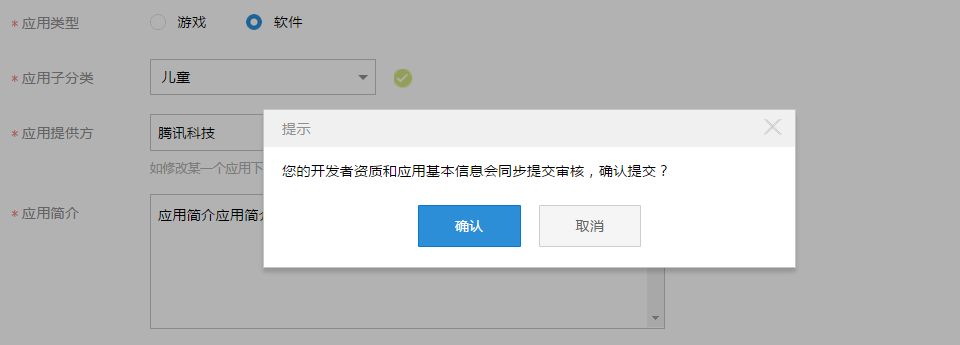 * 应用类型 游戏 软件
* 应用子分类 儿童
* 应用提供方 腾讯科技
如修改某一个应用下
* 应用简介 应用简介应用简
提示
您的开发者资质和应用基本信息会同步提交审核，确认提交？
确认 取消